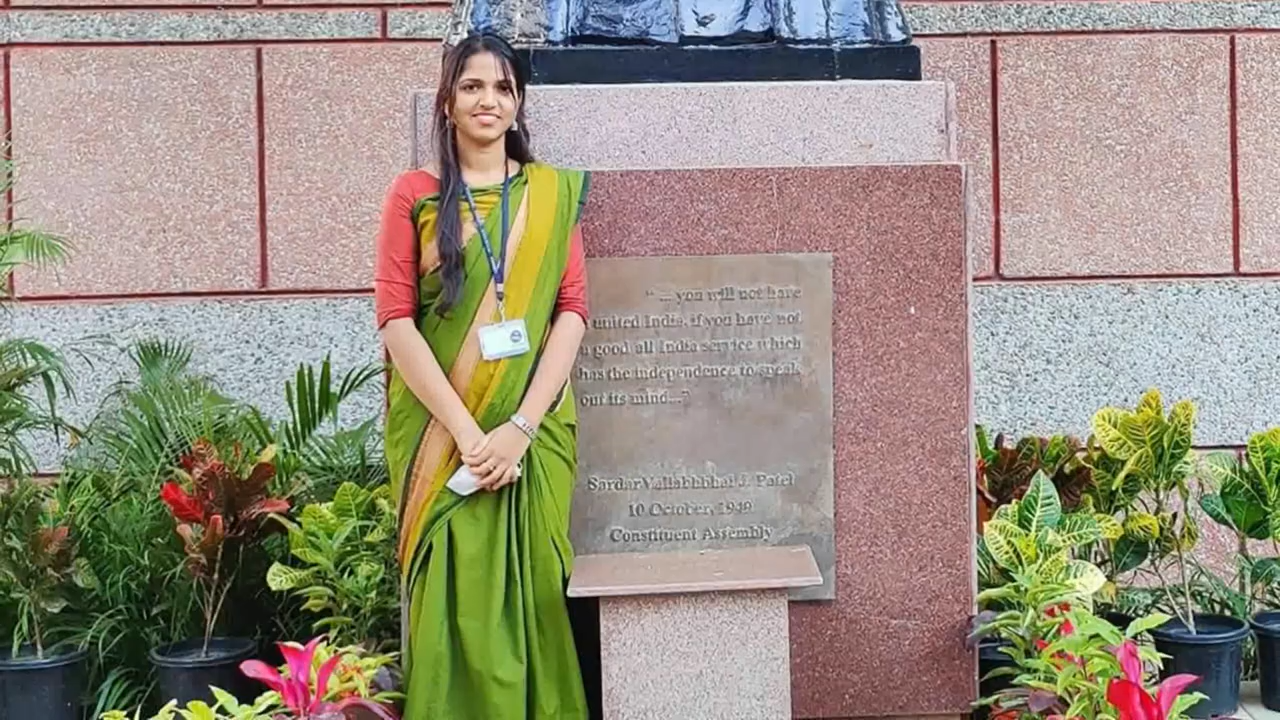 “ ... you will not have
united India, if you have not
a good all India service which
has the independence to speak
out its mind...”
Sardar Vallabhbhai J. Patel
10 October, 1949
Constituent Assembly